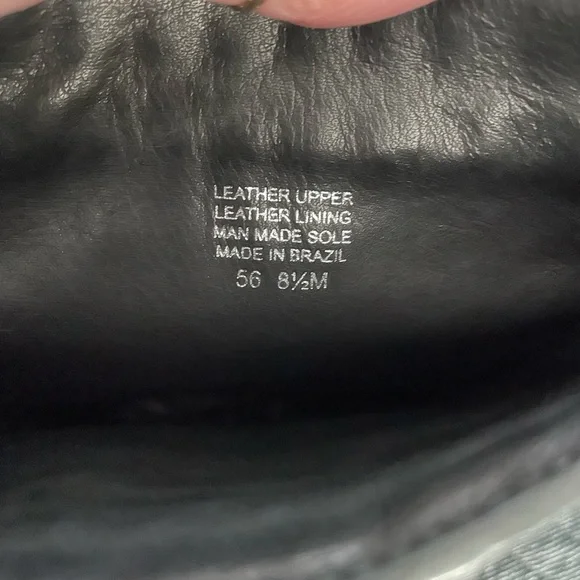 LEATHER UPPER
LEATHER LINING
MAN MADE SOLE
MADE IN BRAZIL
56 8½M